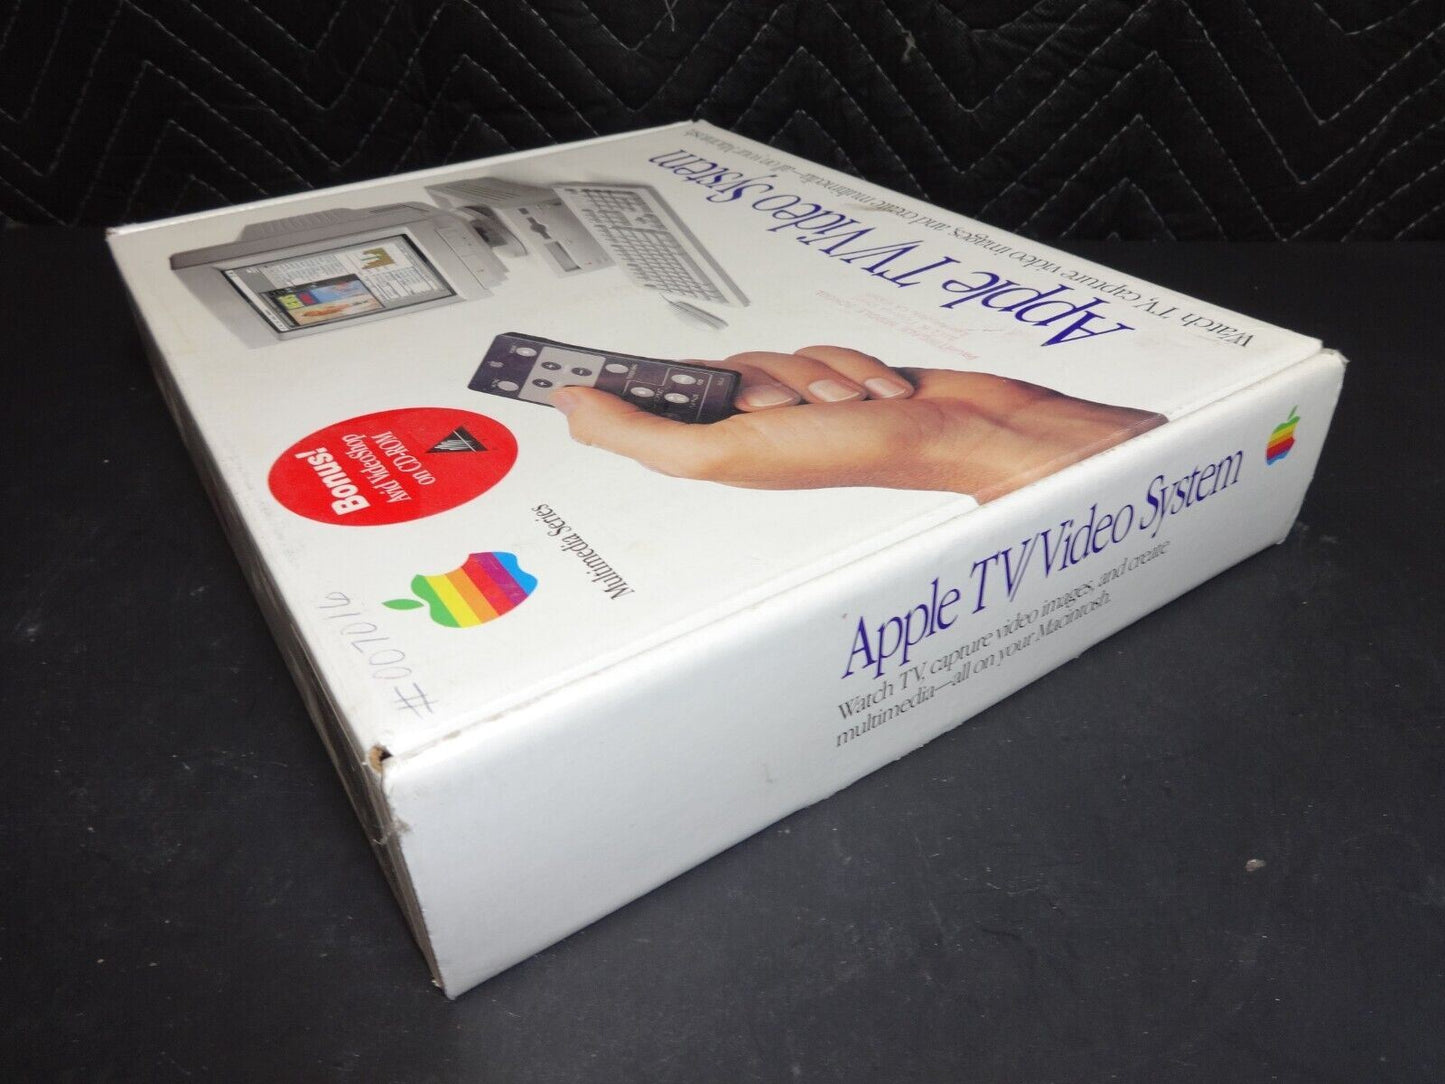 Watch TV, capture video images, and create multimedia—all on your Macintosh.
Apple TV/Video System
Bonus!
Avid VideoShop
on CD-ROM
Multimedia Series
#007016
Apple TV/Video System
Watch TV, capture video images, and create
multimedia—all on your Macintosh.